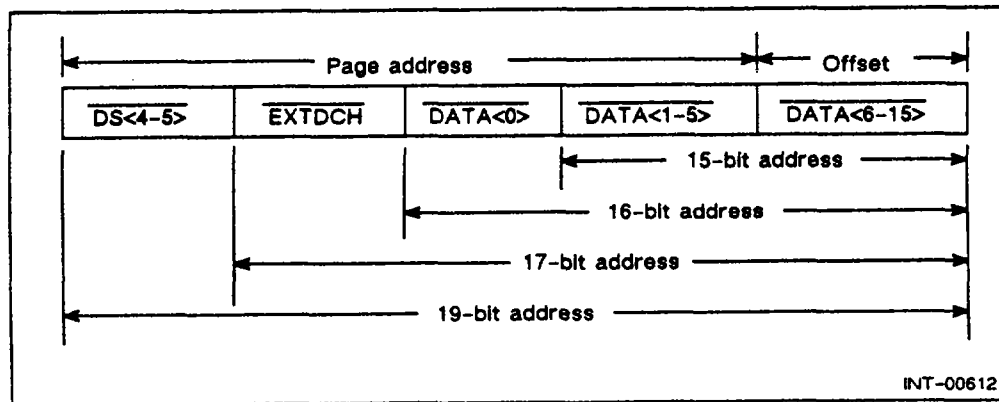 Page address Offset
DS<4-5> EXTDCH DATA<0> DATA<1-5> DATA<6-15>
15-bit address
16-bit address
17-bit address
19-bit address
INT-00612